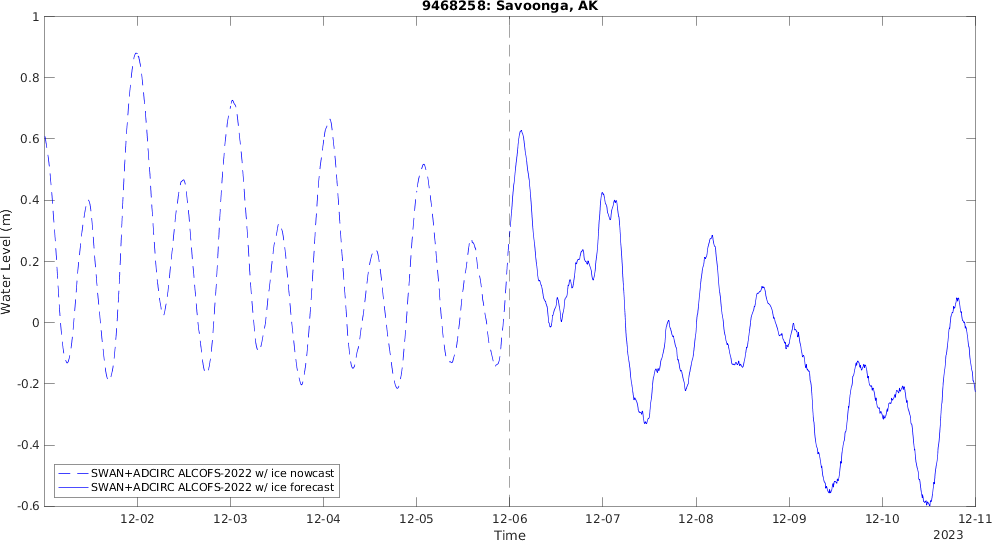 9468258: Savoonga, AK
1
0.8
0.6
0.4
0.2
0
-0.2
-0.4
-0.6
Water Level (m)
SWAN+ADCIRC ALCOFS-2022 w/ ice nowcast
SWAN+ADCIRC ALCOFS-2022 w/ ice forecast
12-02 12-03 12-04 12-05 12-06 12-07 12-08 12-09 12-10 12-11
Time
2023